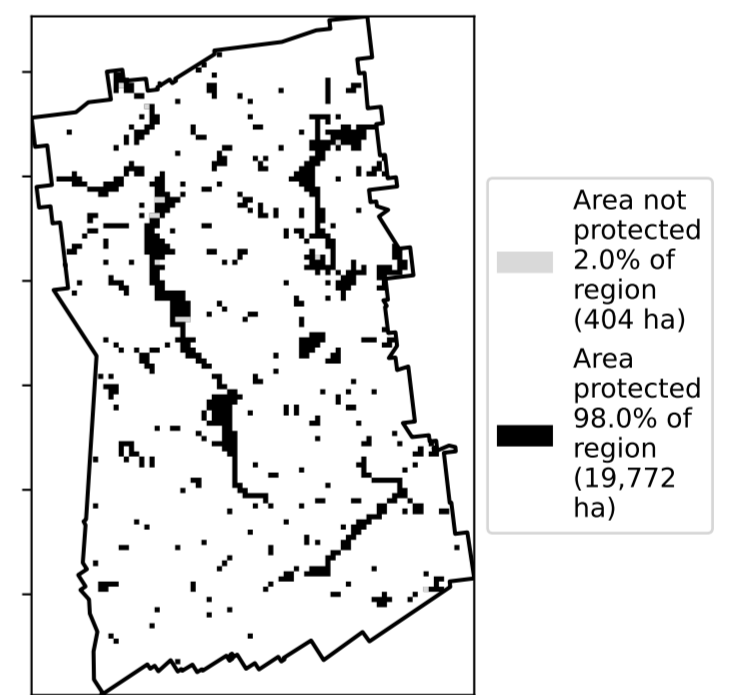 Area not
protected
2.0% of
region
(404 ha)
Area
protected
98.0% of
region
(19,772
ha)